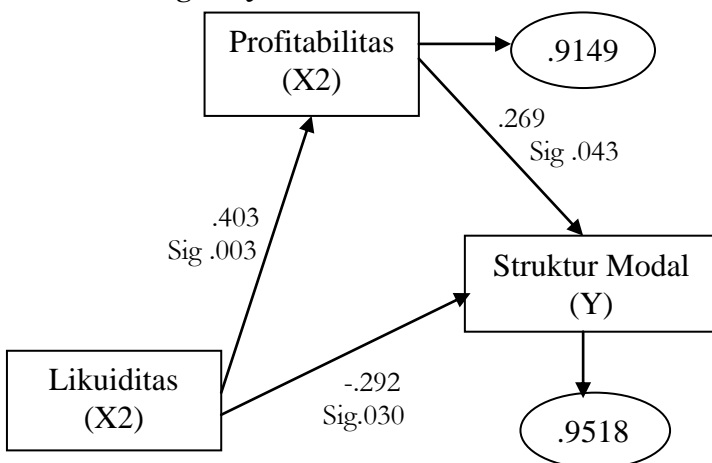 Profitabilitas
(X2)
.9149
.269
Sig .043
.403
Sig .003
Struktur Modal
(Y)
Likuiditas
(X2)
-.292
Sig.030
.9518